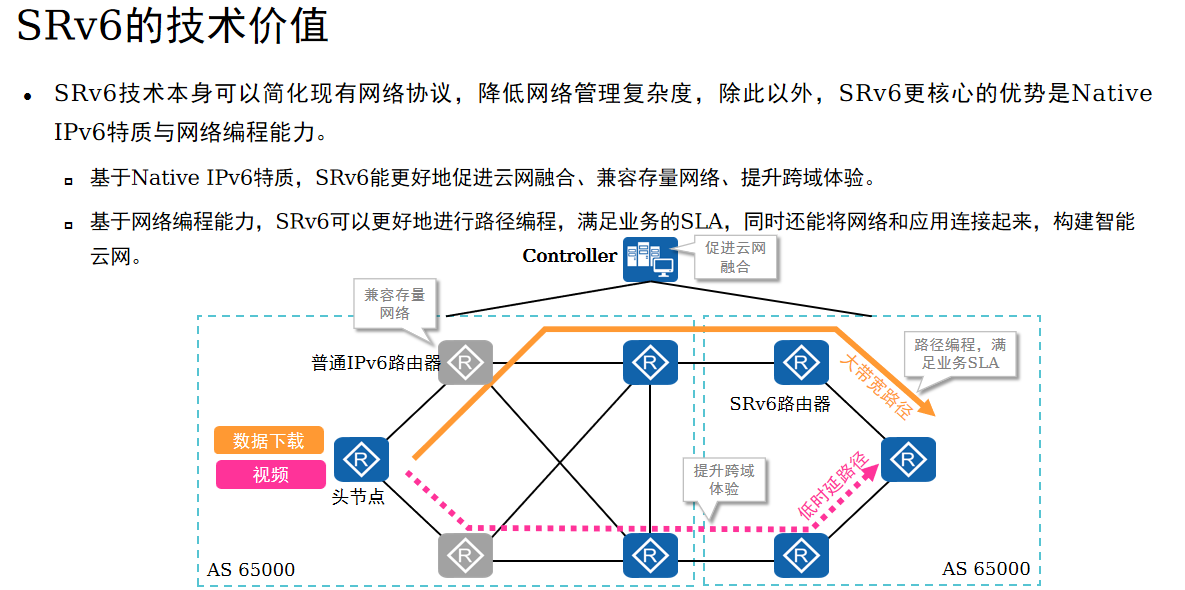 SRv6的技术价值
SRv6技术本身可以简化现有网络协议，降低网络管理复杂度，除此以外，SRv6更核心的优势是Native
IPv6特质与网络编程能力。
基于Native IPv6特质，SRv6能更好地促进云网融合、兼容存量网络、提升跨域体验。
基于网络编程能力，SRv6可以更好地进行路径编程，满足业务的SLA，同时还能将网络和应用连接起来，构建智能
云网。
Controller
促进云网
融合
兼容存量
网络
普通IPv6路由器
R
R
R
路径编程，满
足业务SLA
大带宽路径
SRv6路由器
数据下载
视频
R
头节点
R
提升跨域
体验
低时延路径
R
R
R
AS 65000
AS 65000